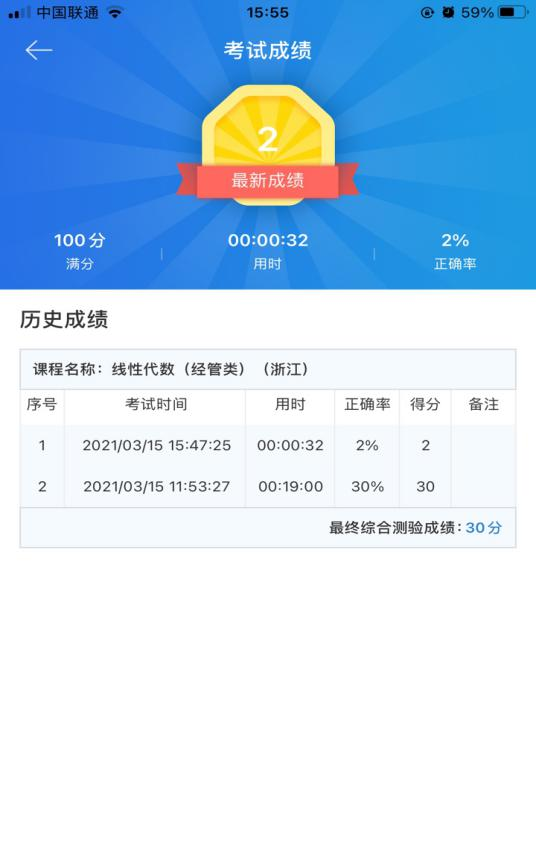 中国联通 15:55 59%
考试成绩
2
最新成绩
100分 00:00:32 2%
满分 用时 正确率
历史成绩
课程名称：线性代数（经管类）（浙江）
序号 考试时间 用时 正确率 得分 备注
1 2021/03/15 15:47:25 00:00:32 2% 2
2 2021/03/15 11:53:27 00:19:00 30% 30
最终综合测验成绩：30分